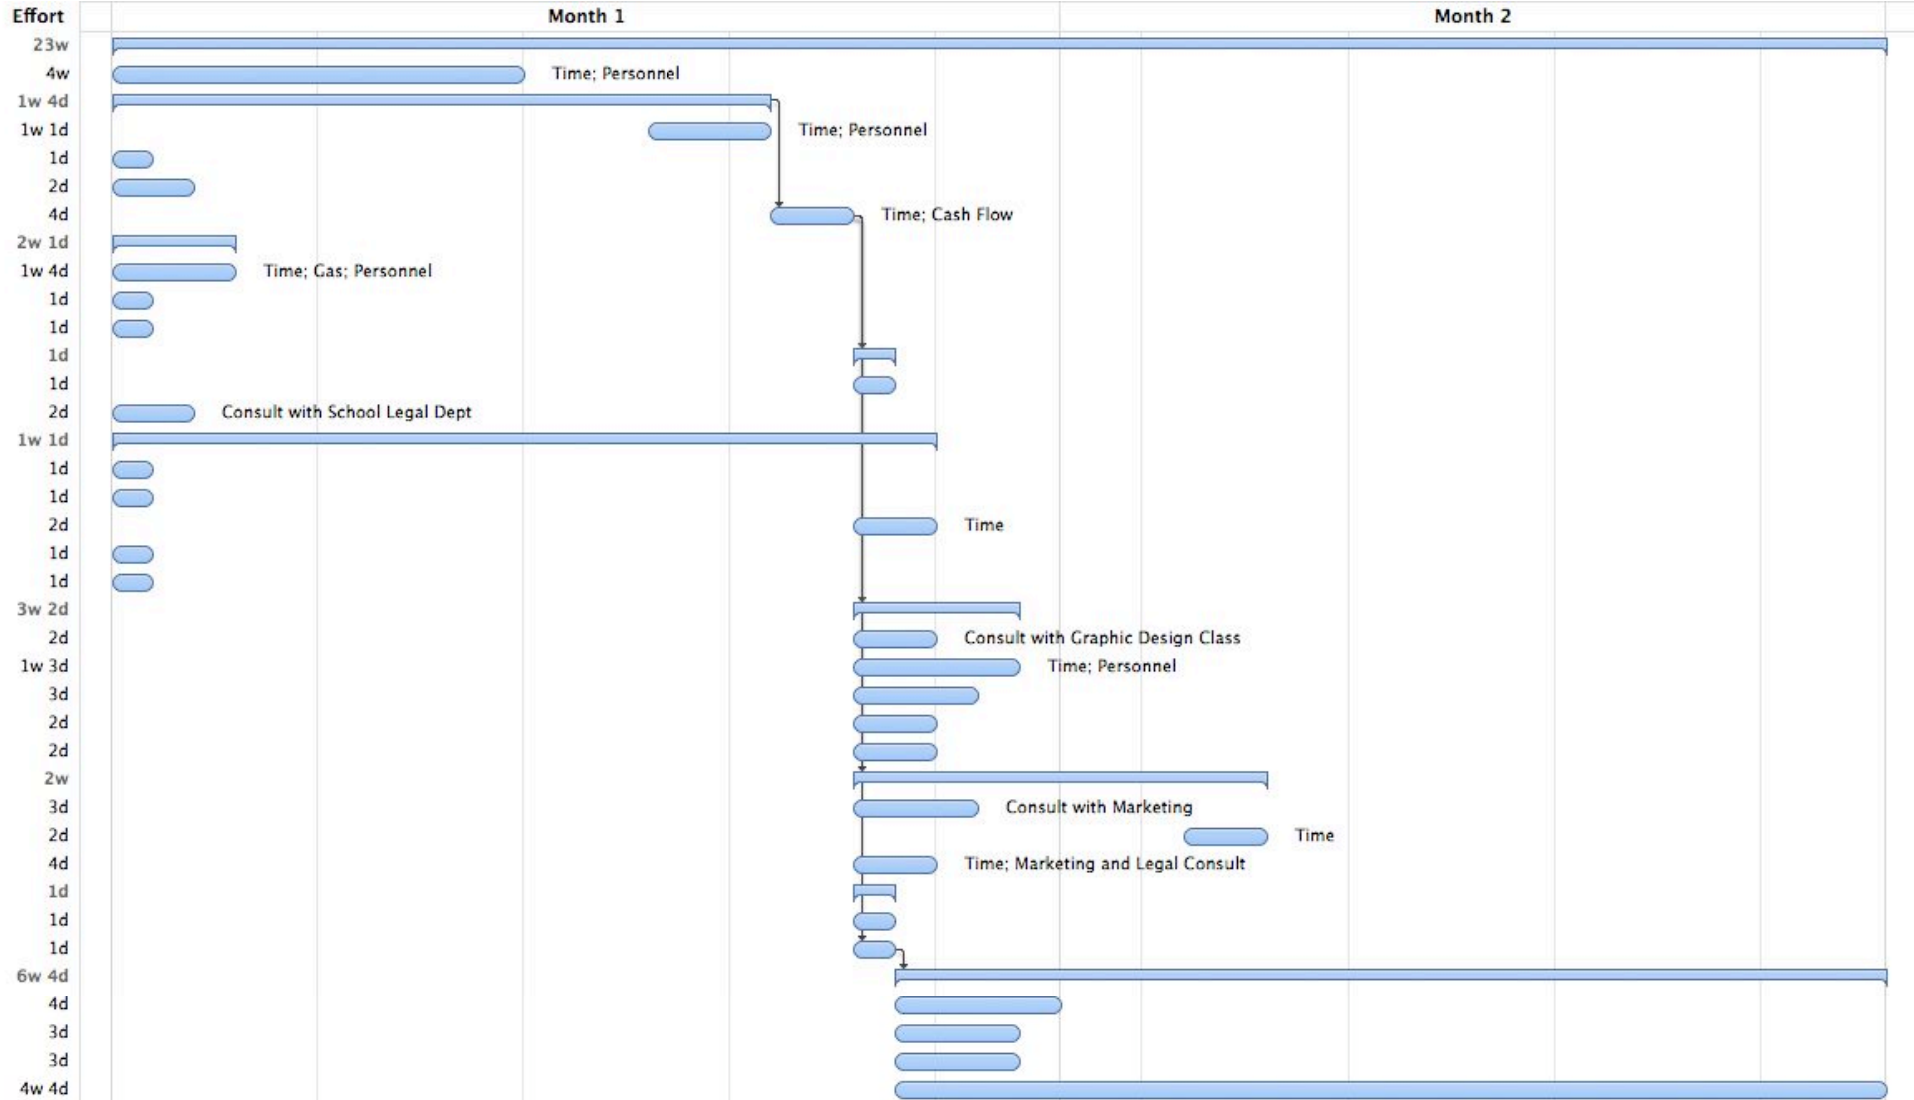 Effort Month 1 Month 2
23w
4w Time; Personnel
1w 4d
1w 1d Time; Personnel
1d
2d
4d Time; Cash Flow
2w 1d
1w 4d Time; Gas; Personnel
1d
1d
1d
1d
2d Consult with School Legal Dept
1w 1d
1d
1d
2d Time
1d
1d
3w 2d
2d Consult with Graphic Design Class
1w 3d Time; Personnel
3d
2d
2d
2w
3d Consult with Marketing
2d Time
4d Time; Marketing and Legal Consult
1d
1d
1d
6w 4d
4d
3d
3d
4w 4d